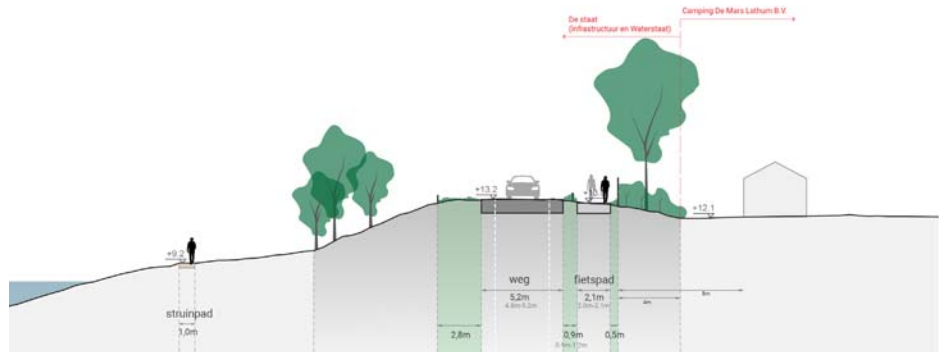 De staat
(infrastructuur en Waterstaat)
Camping De Mars Lathum B.V.
+13.2
+12.1
+9.2
struinpad
1,0m
weg
5,2m
4.8m-5.2m
fietspad
2,1m
2.0m-2.1m
2,8m
0,9m
0,5m
4m